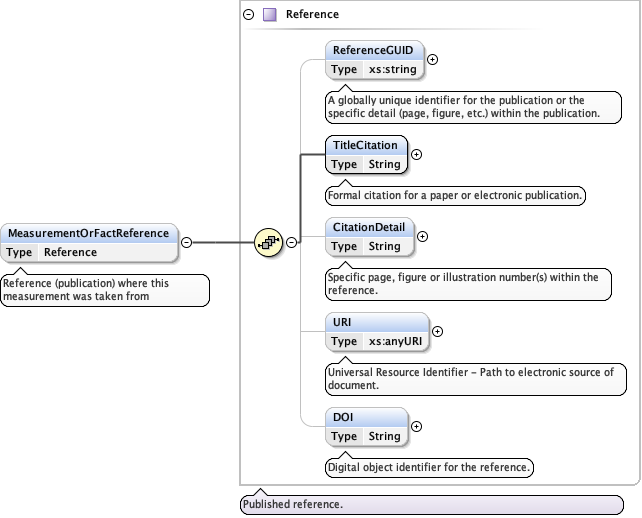 Reference
ReferenceGUID
Type xs:string
A globally unique identifier for the publication or the
specific detail (page, figure, etc.) within the publication.
TitleCitation
Type String
Formal citation for a paper or electronic publication.
MeasurementOrFactReference
Type Reference
Reference (publication) where this
measurement was taken from
CitationDetail
Type String
Specific page, figure or illustration number(s) within the
reference.
URI
Type xs:anyURI
Universal Resource Identifier - Path to electronic source of
document.
DOI
Type String
Digital object identifier for the reference.
Published reference.